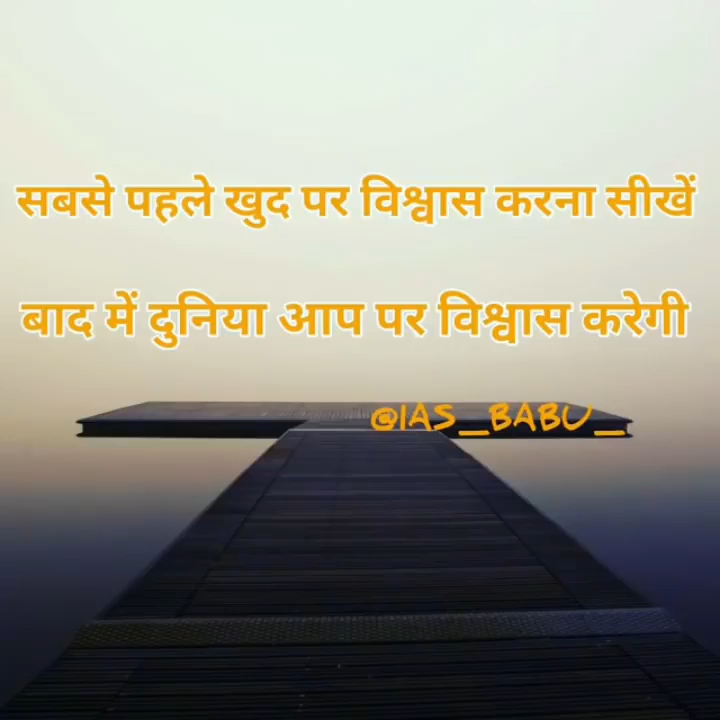 सबसे पहले खुद पर विश्वास करना सीखें
बाद में दुनिया आप पर विश्वास करेगी
@IAS_BABU_